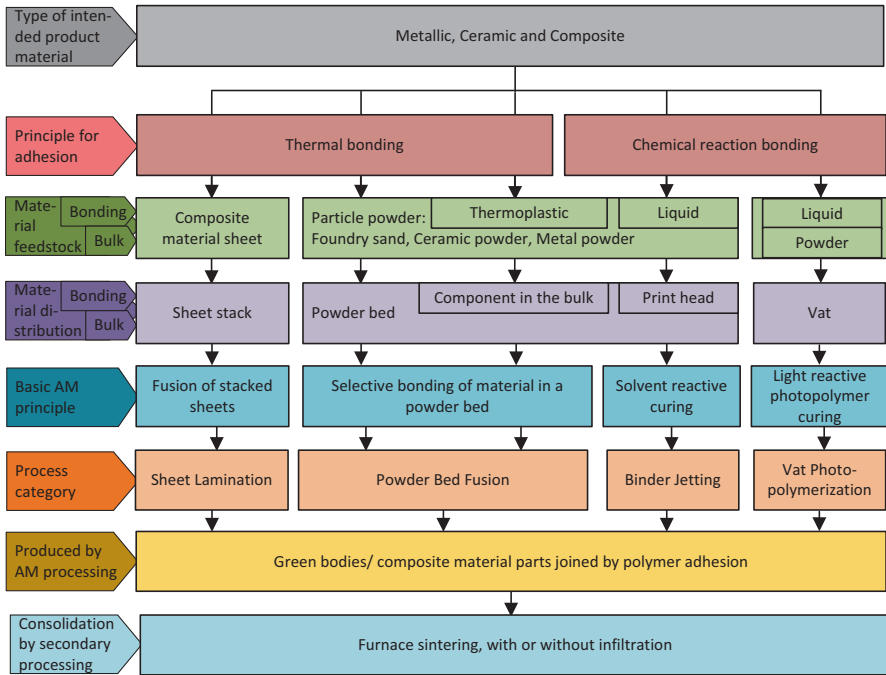 Type of inten-
ded product
material
Metallic, Ceramic and Composite
Principle for
adhesion
Thermal bonding
Chemical reaction bonding
Mate-
rial
feedstock
Bonding
Bulk
Composite
material sheet
Particle powder:
Thermoplastic
Liquid
Foundry sand, Ceramic powder, Metal powder
Liquid
Powder
Mate-
rial di-
stribution
Bonding
Bulk
Sheet stack
Powder bed
Component in the bulk
Print head
Vat
Basic AM
principle
Fusion of stacked
sheets
Selective bonding of material in a
powder bed
Solvent reactive
curing
Light reactive
photopolymer
curing
Process
category
Sheet Lamination
Powder Bed Fusion
Binder Jetting
Vat Photo-
polymerization
Produced by
AM processing
Green bodies/ composite material parts joined by polymer adhesion
Consolidation
by secondary
processing
Furnace sintering, with or without infiltration